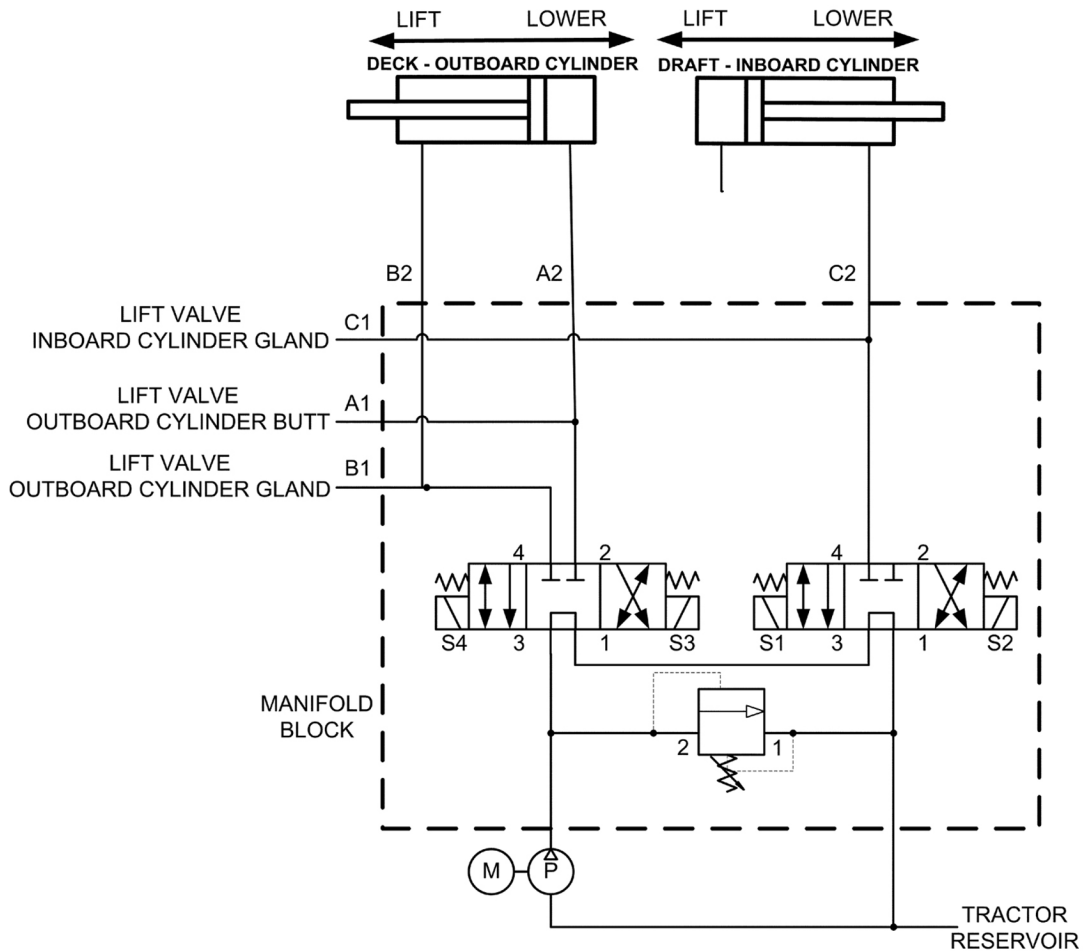 LIFT LOWER
LIFT LOWER
DECK - OUTBOARD CYLINDER
DRAFT - INBOARD CYLINDER
B2
A2
C2
LIFT VALVE
INBOARD CYLINDER GLAND
C1
LIFT VALVE
OUTBOARD CYLINDER BUTT
A1
LIFT VALVE
OUTBOARD CYLINDER GLAND
B1
4 2
4 2
S4 3 1 S3
S1 3 1 S2
MANIFOLD
BLOCK
2 1
M
P
TRACTOR
RESERVOIR